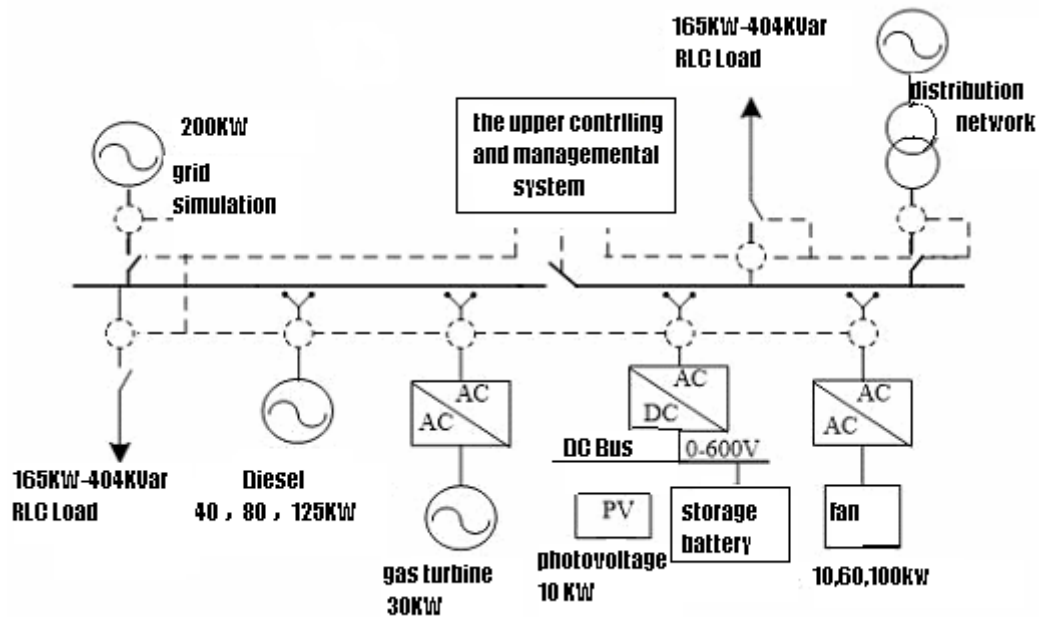 165KW-404KVar
RLC Load
distribution
network
200KW
grid
simulation
the upper contrlling
and managemental
system
AC
AC
AC
DC
AC
AC
DC Bus
0-600V
165KW-404KVar
RLC Load
Diesel
40，80，125KW
gas turbine
30KW
PV
photovoltage
10 KW
storage
battery
fan
10,60,100kw